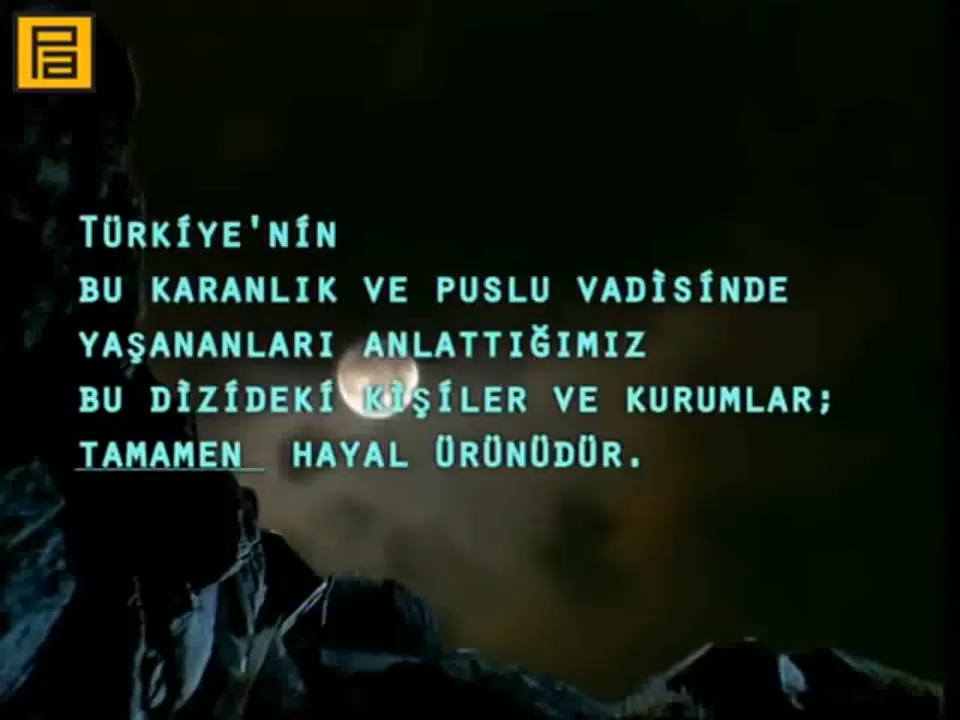 Pa
TÜRKİYE'NİN
BU KARANLIK VE PUSLU VADİSİNDE
YAŞANANLARI ANLATTIĞIMIZ
BU DİZİDEKİ KİŞİLER VE KURUMLAR;
TAMAMEN HAYAL ÜRÜNÜDÜR.